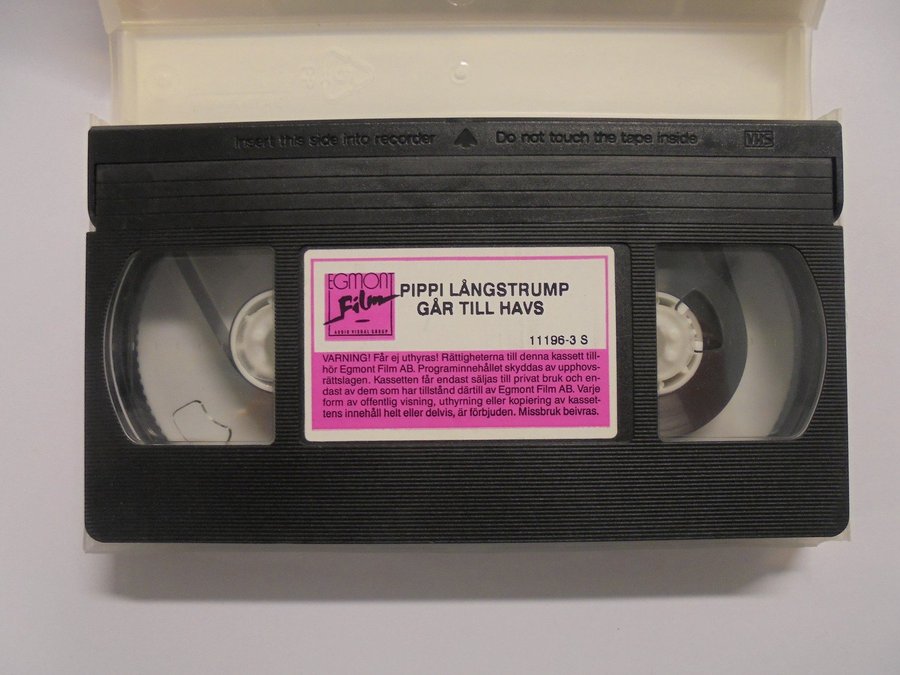 Insert this side into recorder Do not touch the tape inside VHS
EGMONT
Film
AUDIO VISUAL GROUP
PIPPI LÅNGSTRUMP
GÅR TILL HAVS
11196-3 S
VARNING! Får ej uthyras! Rättigheterna till denna kassett till-
hör Egmont Film AB. Programinnehållet skyddas av upphovs-
rättslagen. Kassetten får endast säljas till privat bruk och en-
dast av dem som har tillstånd därtill av Egmont Film AB. Varje
form av offentlig visning, uthyrning eller kopiering av kasset-
tens innehåll helt eller delvis, är förbjuden. Missbruk beivras.